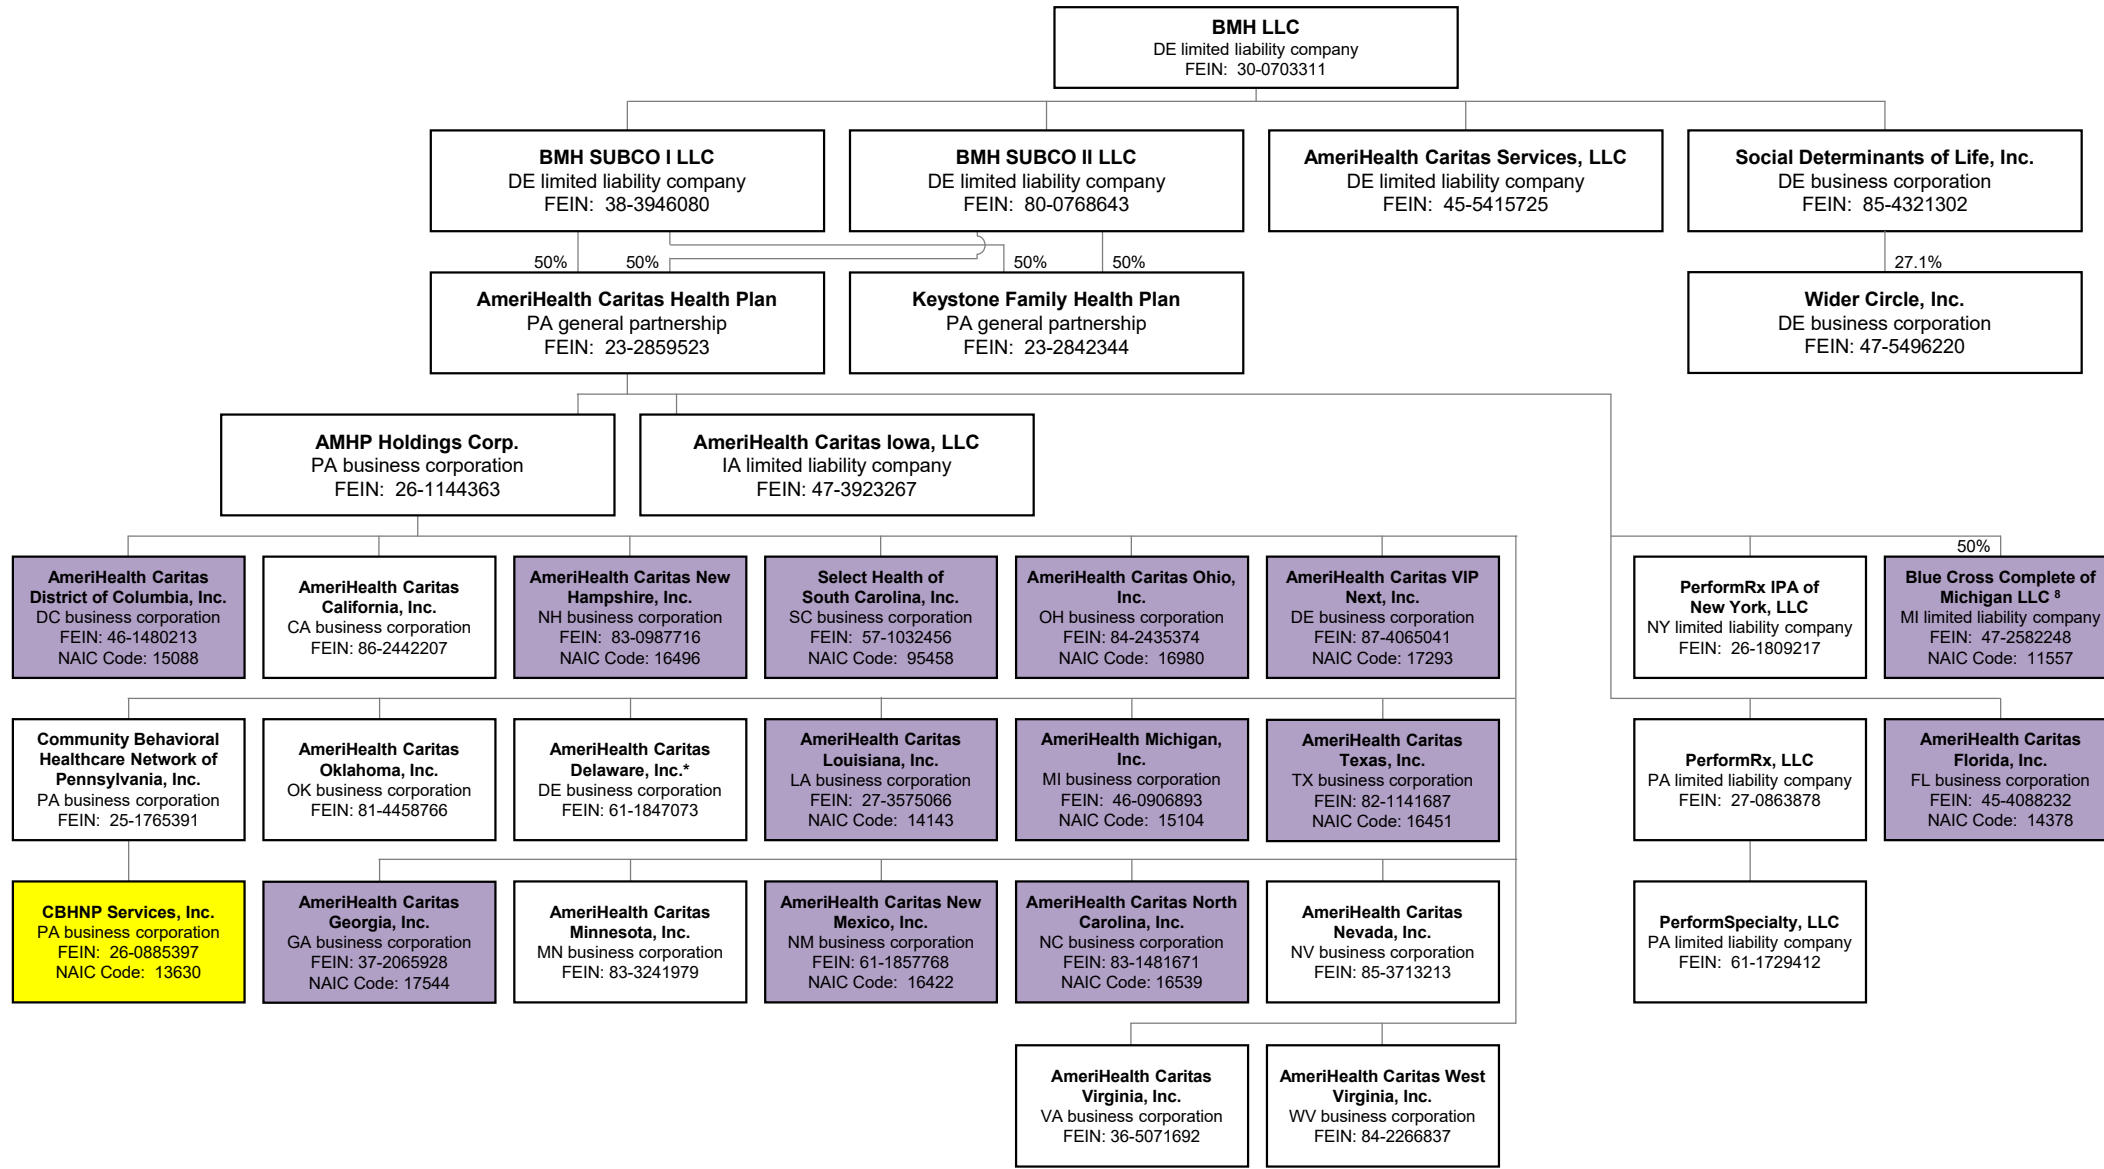 BMH LLC
DE limited liability company
FEIN: 30-0703311
BMH SUBCO I LLC
DE limited liability company
FEIN: 38-3946080
BMH SUBCO II LLC
DE limited liability company
FEIN: 80-0768643
AmeriHealth Caritas Services, LLC
DE limited liability company
FEIN: 45-5415725
Social Determinants of Life, Inc.
DE business corporation
FEIN: 85-4321302
50%
50%
50%
50%
27.1%
AmeriHealth Caritas Health Plan
PA general partnership
FEIN: 23-2859523
Keystone Family Health Plan
PA general partnership
FEIN: 23-2842344
Wider Circle, Inc.
DE business corporation
FEIN: 47-5496220
AMHP Holdings Corp.
PA business corporation
FEIN: 26-1144363
AmeriHealth Caritas Iowa, LLC
IA limited liability company
FEIN: 47-3923267
50%
AmeriHealth Caritas
District of Columbia, Inc.
DC business corporation
FEIN: 46-1480213
NAIC Code: 15088
AmeriHealth Caritas
California, Inc.
CA business corporation
FEIN: 86-2442207
AmeriHealth Caritas New
Hampshire, Inc.
NH business corporation
FEIN: 83-0987716
NAIC Code: 16496
Select Health of
South Carolina, Inc.
SC business corporation
FEIN: 57-1032456
NAIC Code: 95458
AmeriHealth Caritas Ohio,
Inc.
OH business corporation
FEIN: 84-2435374
NAIC Code: 16980
AmeriHealth Caritas VIP
Next, Inc.
DE business corporation
FEIN: 87-4065041
NAIC Code: 17293
PerformRx IPA of
New York, LLC
NY limited liability company
FEIN: 26-1809217
Blue Cross Complete of
Michigan LLC ⁸
MI limited liability company
FEIN: 47-2582248
NAIC Code: 11557
Community Behavioral
Healthcare Network of
Pennsylvania, Inc.
PA business corporation
FEIN: 25-1765391
AmeriHealth Caritas
Oklahoma, Inc.
OK business corporation
FEIN: 81-4458766
AmeriHealth Caritas
Delaware, Inc.*
DE business corporation
FEIN: 61-1847073
AmeriHealth Caritas
Louisiana, Inc.
LA business corporation
FEIN: 27-3575066
NAIC Code: 14143
AmeriHealth Michigan,
Inc.
MI business corporation
FEIN: 46-0906893
NAIC Code: 15104
AmeriHealth Caritas
Texas, Inc.
TX business corporation
FEIN: 82-1141687
NAIC Code: 16451
PerformRx, LLC
PA limited liability company
FEIN: 27-0863878
AmeriHealth Caritas
Florida, Inc.
FL business corporation
FEIN: 45-4088232
NAIC Code: 14378
CBHNP Services, Inc.
PA business corporation
FEIN: 26-0885397
NAIC Code: 13630
AmeriHealth Caritas
Georgia, Inc.
GA business corporation
FEIN: 37-2065928
NAIC Code: 17544
AmeriHealth Caritas
Minnesota, Inc.
MN business corporation
FEIN: 83-3241979
AmeriHealth Caritas New
Mexico, Inc.
NM business corporation
FEIN: 61-1857768
NAIC Code: 16422
AmeriHealth Caritas North
Carolina, Inc.
NC business corporation
FEIN: 83-1481671
NAIC Code: 16539
AmeriHealth Caritas
Nevada, Inc.
NV business corporation
FEIN: 85-3713213
PerformSpecialty, LLC
PA limited liability company
FEIN: 61-1729412
AmeriHealth Caritas
Virginia, Inc.
VA business corporation
FEIN: 36-5071692
AmeriHealth Caritas West
Virginia, Inc.
WV business corporation
FEIN: 84-2266837